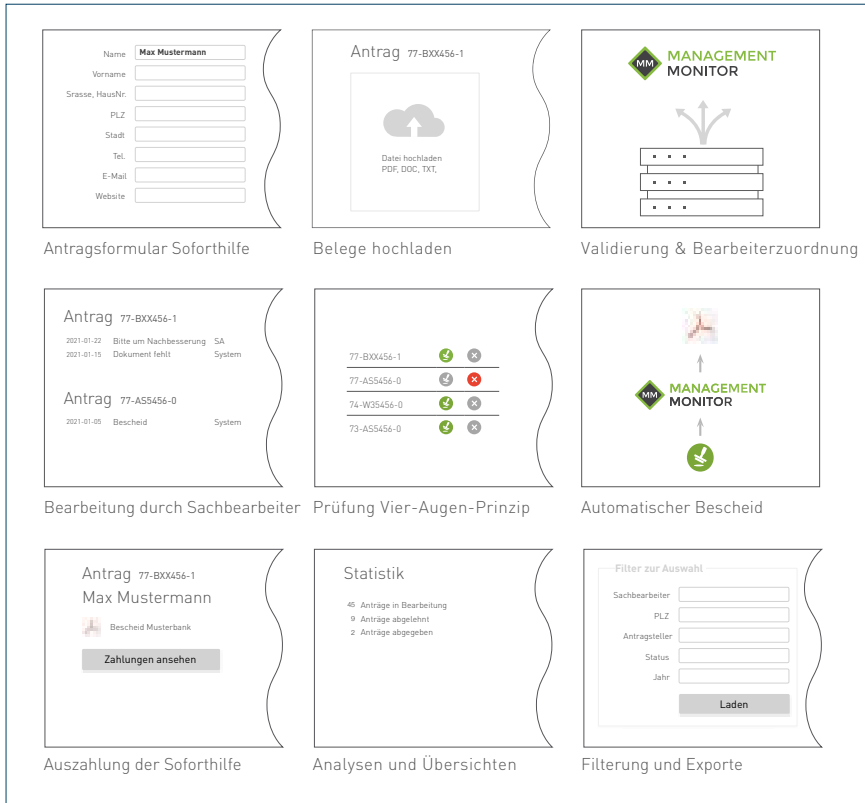 Name Max Mustermann
Vorname
Srasse, HausNr.
PLZ
Stadt
Tel.
E-Mail
Website
Antragsformular Soforthilfe
Antrag 77-BXX456-1
Datei hochladen
PDF, DOC, TXT,
Belege hochladen
MM MANAGEMENT
MONITOR
Validierung & Bearbeiterzuordnung
Antrag 77-BXX456-1
2021-01-22 Bitte um Nachbesserung SA
2021-01-15 Dokument fehlt System
Antrag 77-AS5456-0
2021-01-05 Bescheid System
Bearbeitung durch Sachbearbeiter
77-BXX456-1
77-AS5456-0
74-W35456-0
73-AS5456-0
Prüfung Vier-Augen-Prinzip
MM MANAGEMENT
MONITOR
Automatischer Bescheid
Antrag 77-BXX456-1
Max Mustermann
Bescheid Musterbank
Zahlungen ansehen
Auszahlung der Soforthilfe
Statistik
45 Anträge in Bearbeitung
9 Anträge abgelehnt
2 Anträge abgegeben
Analysen und Übersichten
Filter zur Auswahl
Sachbearbeiter
PLZ
Antragsteller
Status
Jahr
Laden
Filterung und Exporte